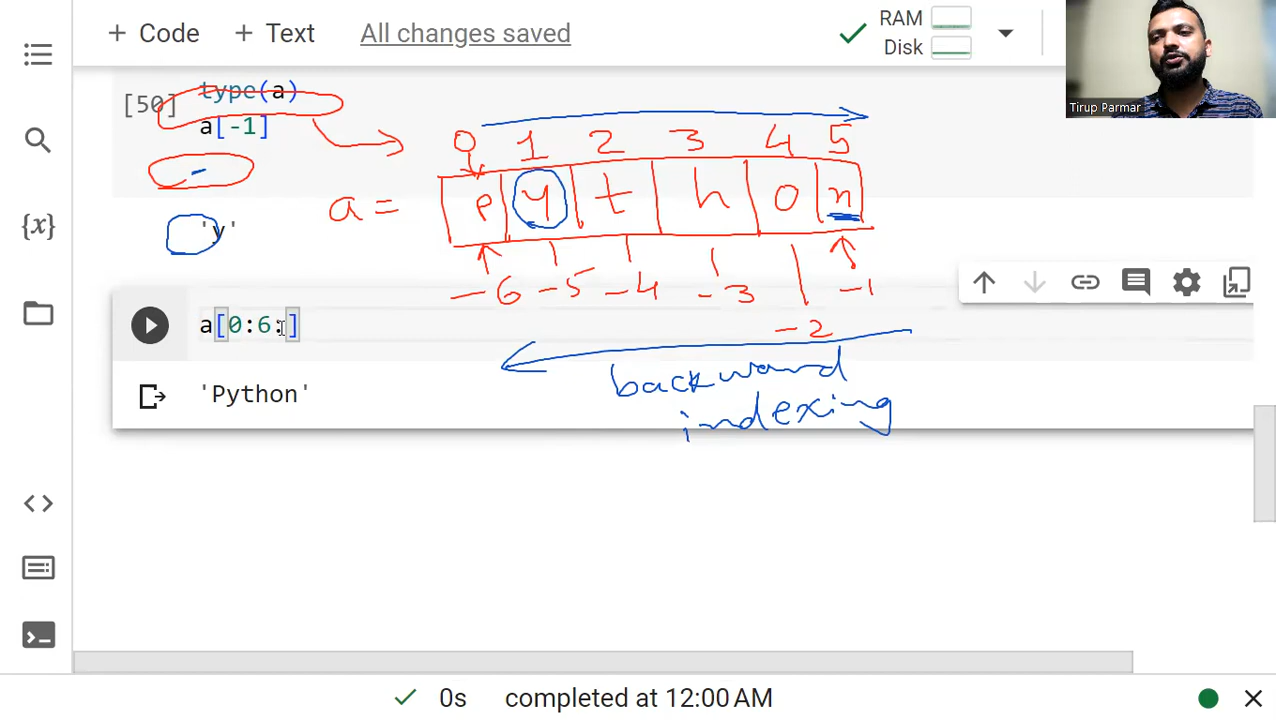 + Code + Text All changes saved
RAM
Disk
Tirup Parmar
[50] type(a)
a[-1]
'y'
0 1 2 3 4 5
a = P y t h o n
-6 -5 -4 -3 -2 -1
a[0:6:]
'Python'
backward
indexing
{x}
0s completed at 12:00 AM